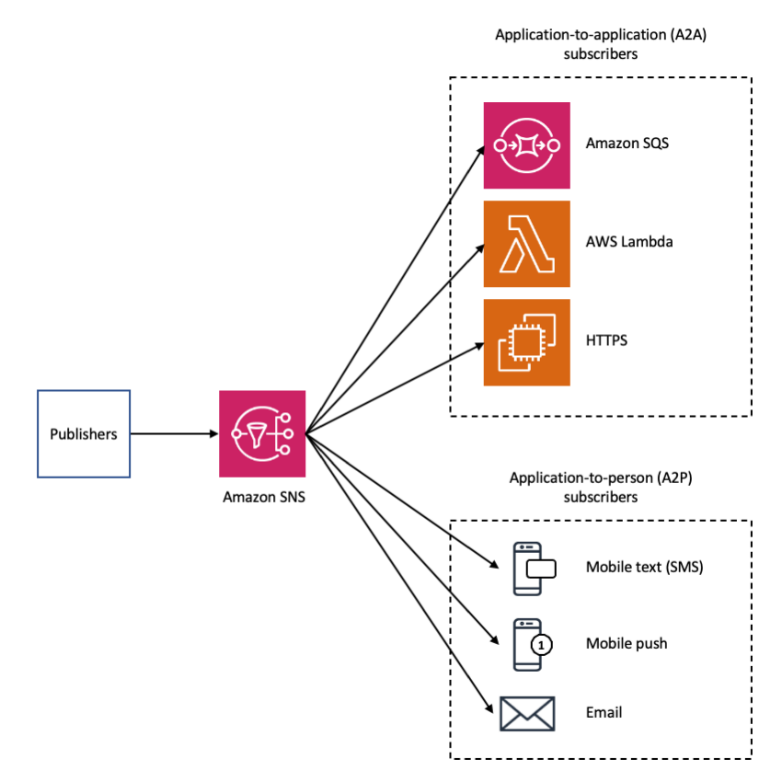 Application-to-application (A2A)
subscribers
Amazon SQS
AWS Lambda
HTTPS
Publishers
Amazon SNS
Application-to-person (A2P)
subscribers
Mobile text (SMS)
1
Mobile push
Email